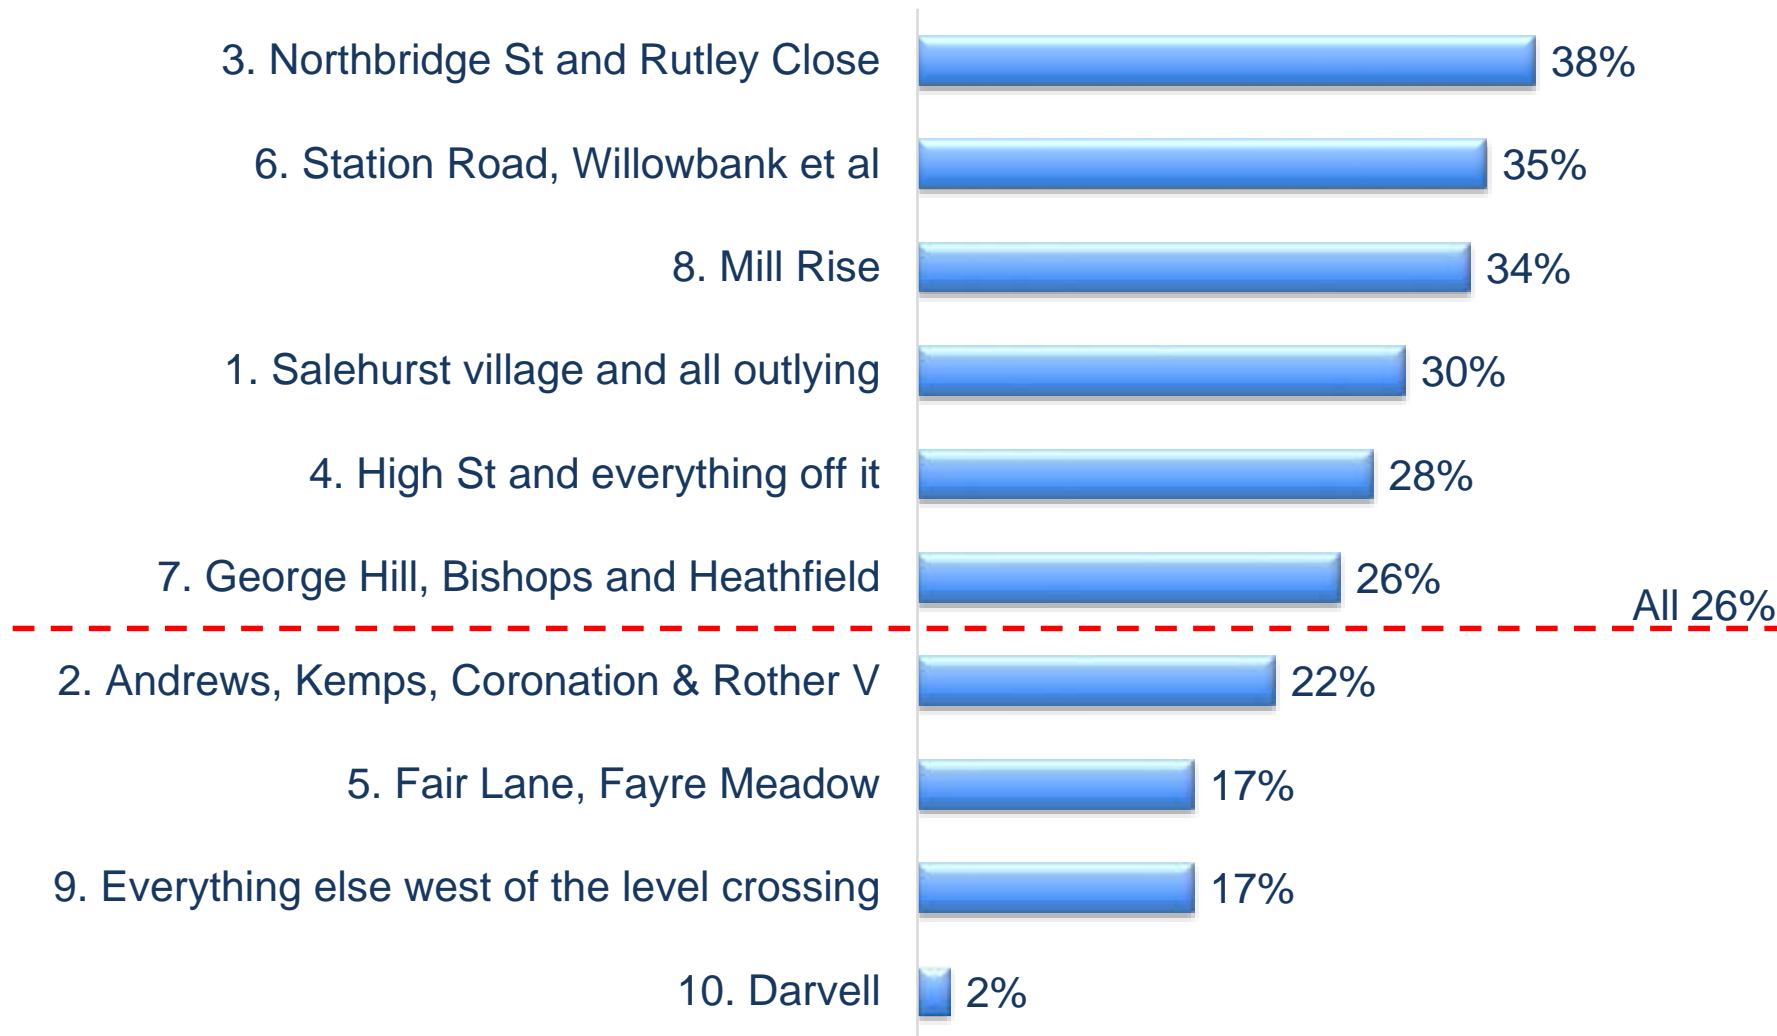 3. Northbridge St and Rutley Close 38%
6. Station Road, Willowbank et al 35%
8. Mill Rise 34%
1. Salehurst village and all outlying 30%
4. High St and everything off it 28%
7. George Hill, Bishops and Heathfield 26%
All 26%
2. Andrews, Kemps, Coronation & Rother V 22%
5. Fair Lane, Fayre Meadow 17%
9. Everything else west of the level crossing 17%
10. Darvell 2%